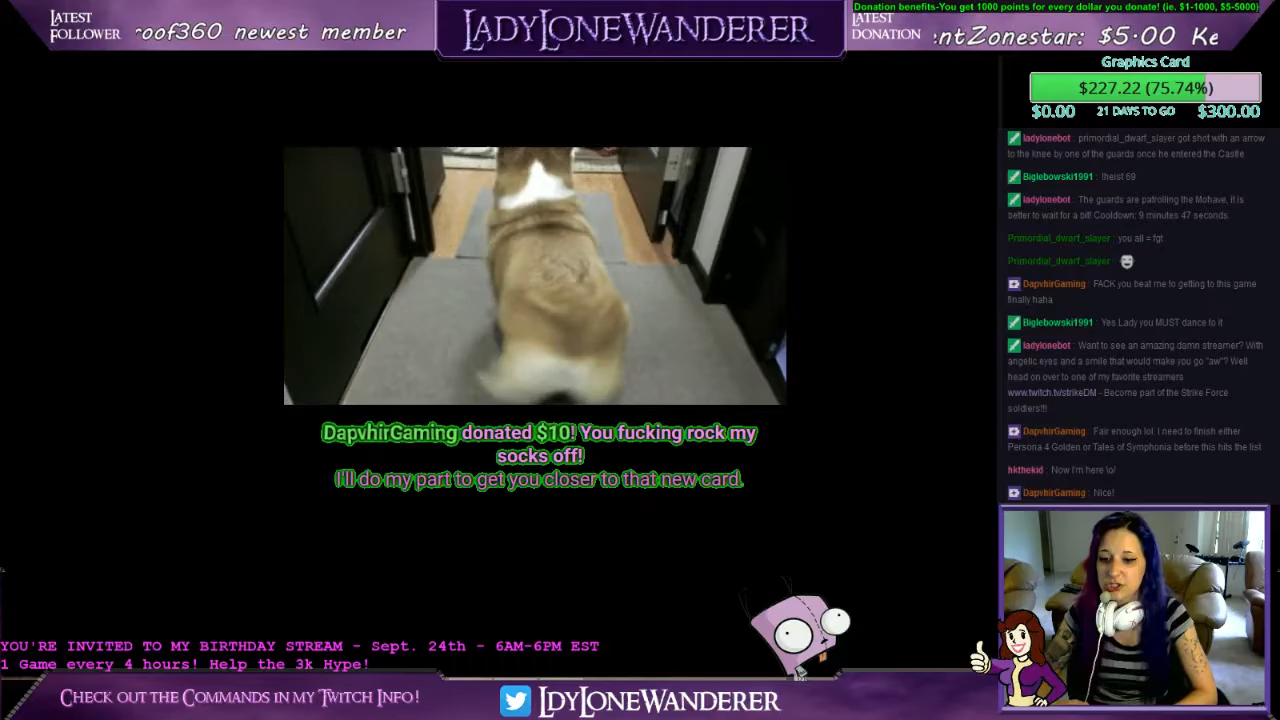 Donation benefits-You get 1000 points for every dollar you donate! (ie. $1-1000, $5-5000)
LATEST FOLLOWER
roof360 newest member
LADYLONEWANDERER
LATEST DONATION
ntZonestar: $5.00 Ke
Graphics Card
$227.22 (75.74%)
$0.00 21 DAYS TO GO $300.00
ladylonebot : primordial_dwarf_slayer got shot with an arrow
to the knee by one of the guards once he entered the Castle
Biglebowski1991 : !theist 69
ladylonebot : The guards are patrolling the Mohave, it is
better to wait for a bit! Cooldown: 9 minutes 47 seconds.
Primordial_dwarf_slayer : you all = fgt
Primordial_dwarf_slayer :
DapvhirGaming : FACK you beat me to getting to this game
finally haha
Biglebowski1991 : Yes Lady you MUST dance to it
ladylonebot : Want to see an amazing damn streamer? With
angelic eyes and a smile that would make you go "aw"? Well
head on over to one of my favorite streamers
www.twitch.tv/strikeDM - Become part of the Strike Force
soldiers!!!
DapvhirGaming : Fair enough lol. I need to finish either
Persona 4 Golden or Tales of Symphonia before this hits the list
hkthekid : Now I'm here \o/
DapvhirGaming : Nice!
DapvhirGaming donated $10! You fucking rock my
socks off!
I'll do my part to get you closer to that new card.
YOU'RE INVITED TO MY BIRTHDAY STREAM - Sept. 24th - 6AM-6PM EST
1 Game every 4 hours! Help the 3k Hype!
CHECK OUT THE COMMANDS IN MY TWITCH INFO!
LDYLONEWANDERER